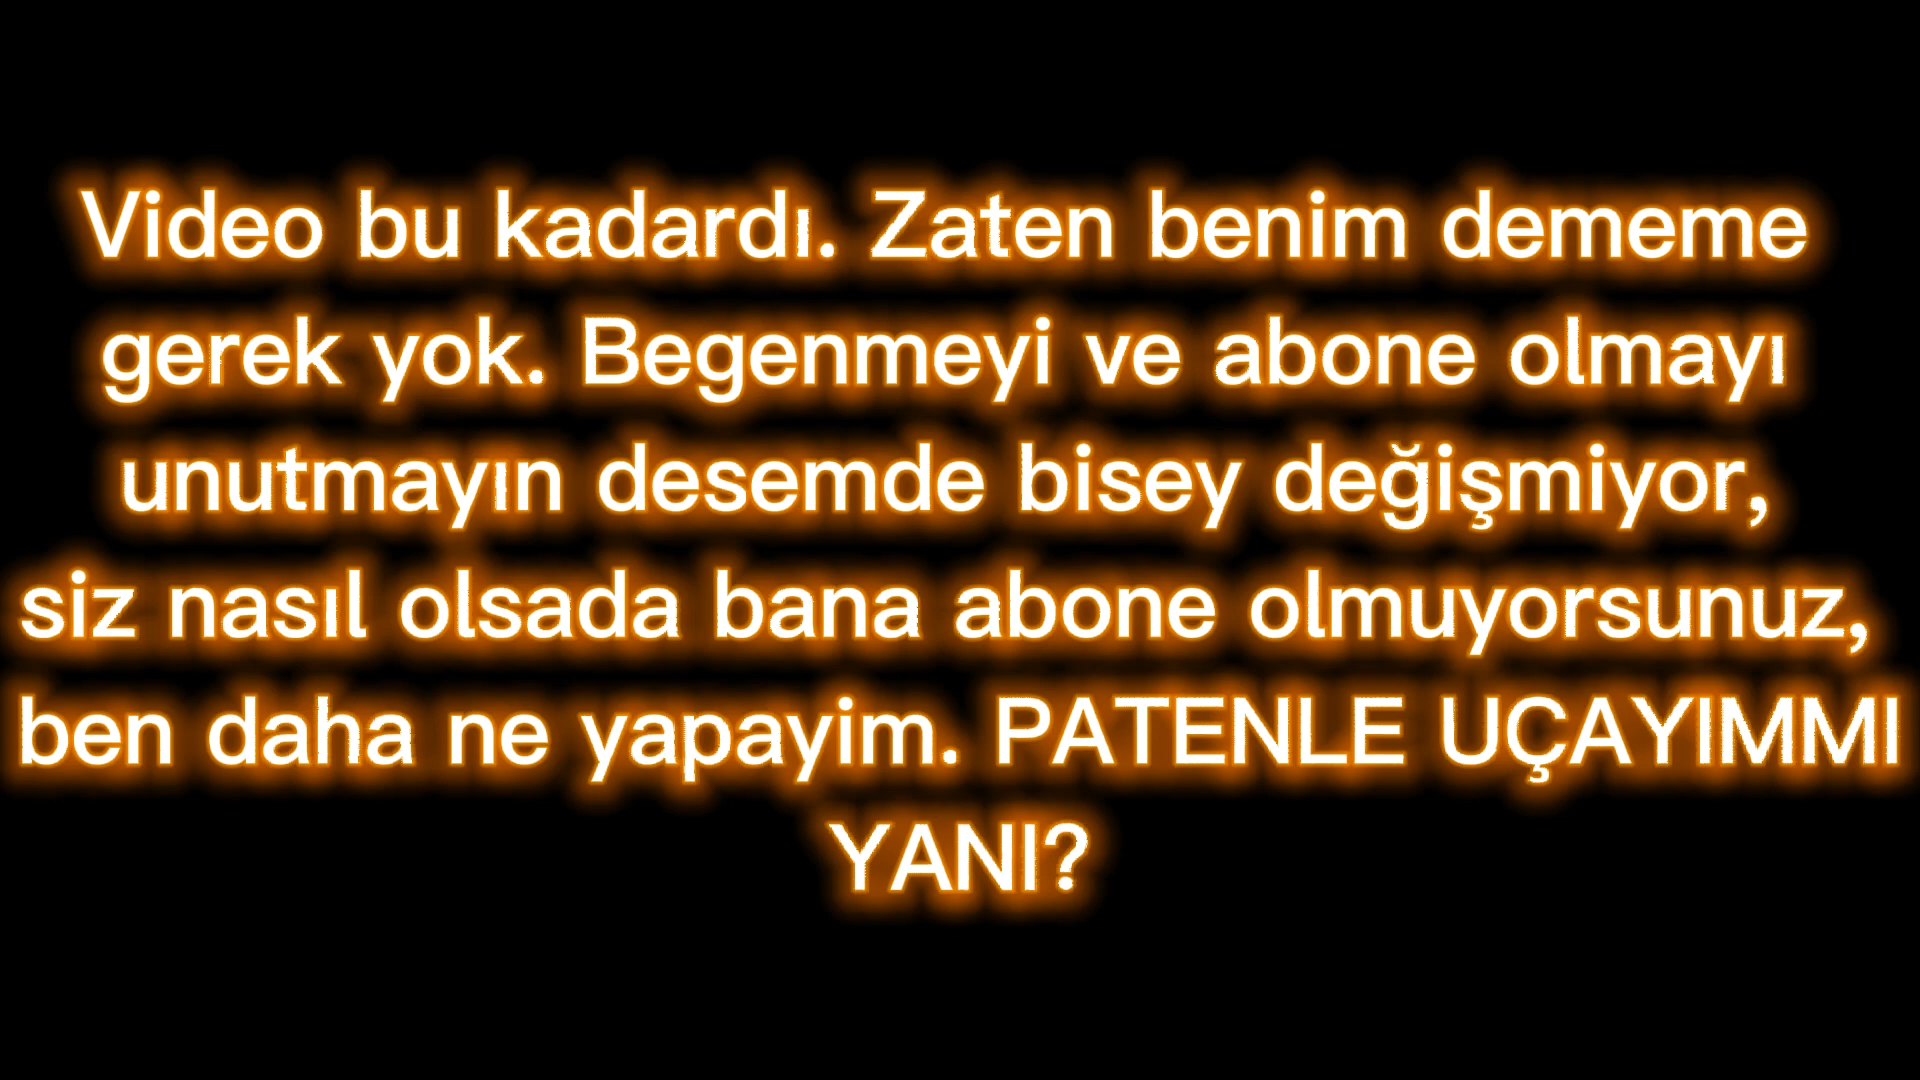 Video bu kadardı. Zaten benim dememe
gerek yok. Begenmeyi ve abone olmayı
unutmayın desemde bisey değişmiyor,
siz nasıl olsada bana abone olmuyorsunuz,
ben daha ne yapayim. PATENLE UÇAYIMMI
YANI?